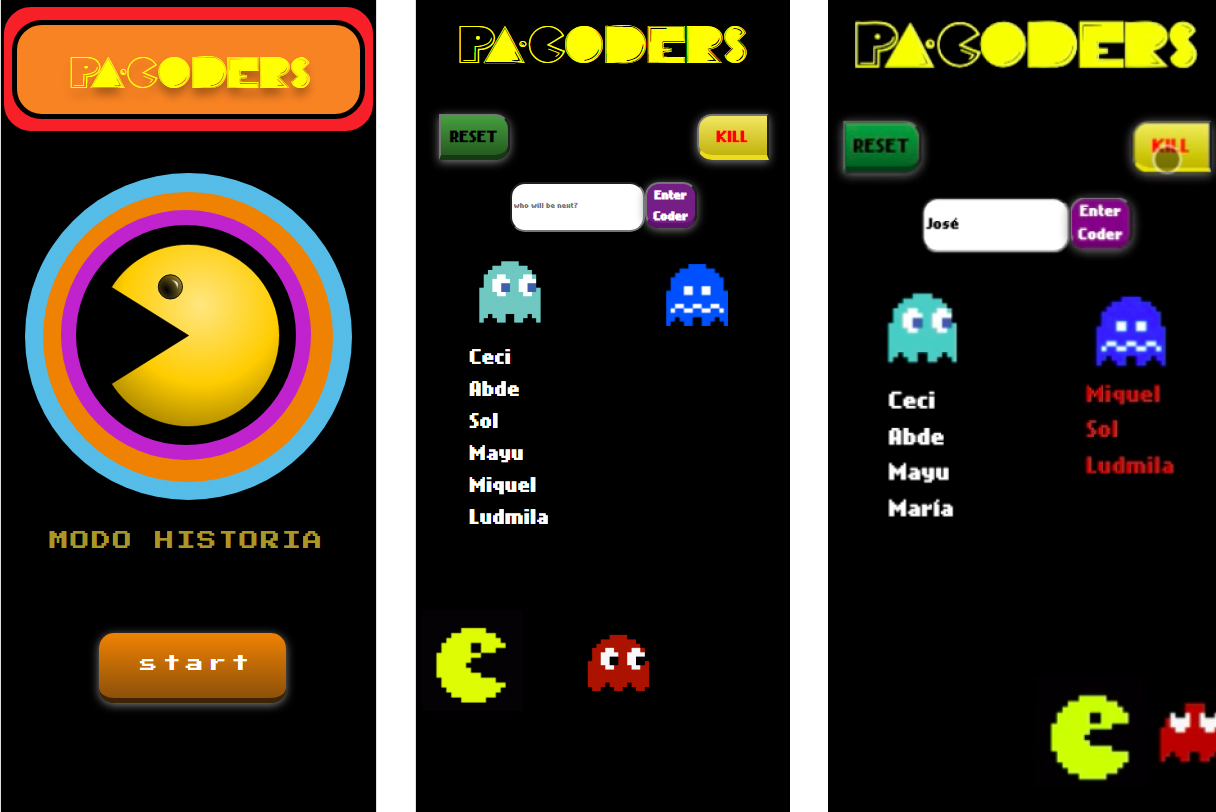 PA·CODERS
MODO HISTORIA
start
PA·CODERS
RESET
KILL
who will be next?
Enter
Coder
Ceci
Abde
Sol
Mayu
Miquel
Ludmila
PA·CODERS
RESET
KILL
José
Enter
Coder
Ceci
Abde
Mayu
María
Miquel
Sol
Ludmila